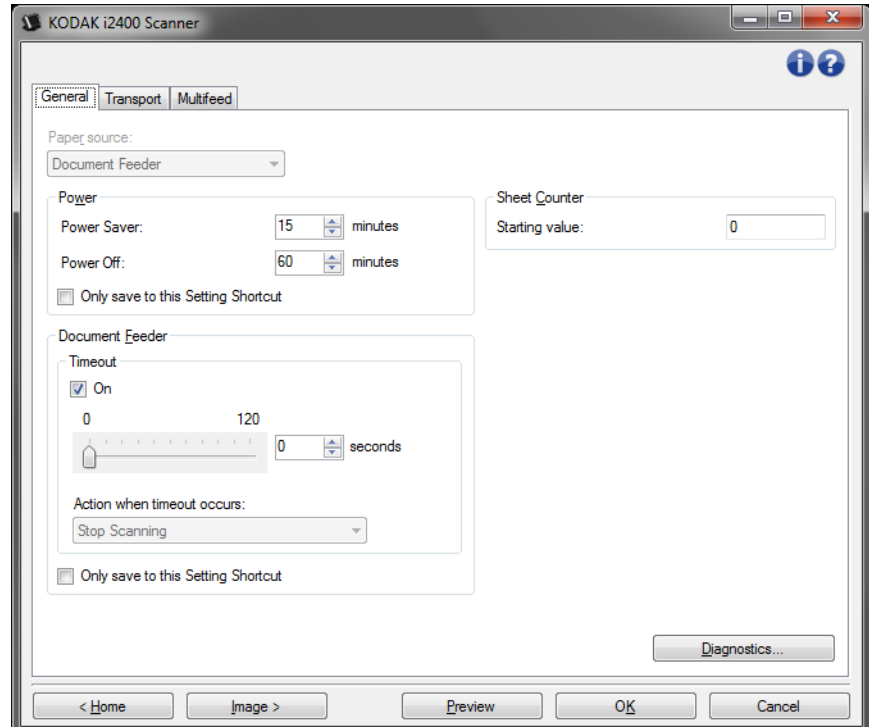 KODAK i2400 Scanner
General Transport Multifeed
Paper source:
Document Feeder
Power
Power Saver: 15 minutes
Power Off: 60 minutes
Only save to this Setting Shortcut
Sheet Counter
Starting value: 0
Document Feeder
Timeout
On
0 120
0 seconds
Action when timeout occurs:
Stop Scanning
Only save to this Setting Shortcut
Diagnostics...
< Home Image > Preview OK Cancel